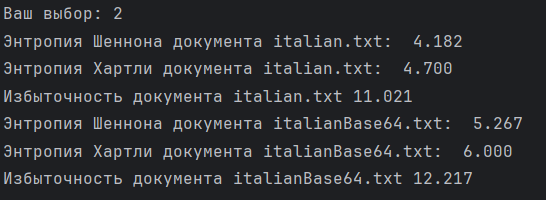 Ваш выбор: 2
Энтропия Шеннона документа italian.txt:  4.182
Энтропия Хартли документа italian.txt:  4.700
Избыточность документа italian.txt 11.021
Энтропия Шеннона документа italianBase64.txt:  5.267
Энтропия Хартли документа italianBase64.txt:  6.000
Избыточность документа italianBase64.txt 12.217